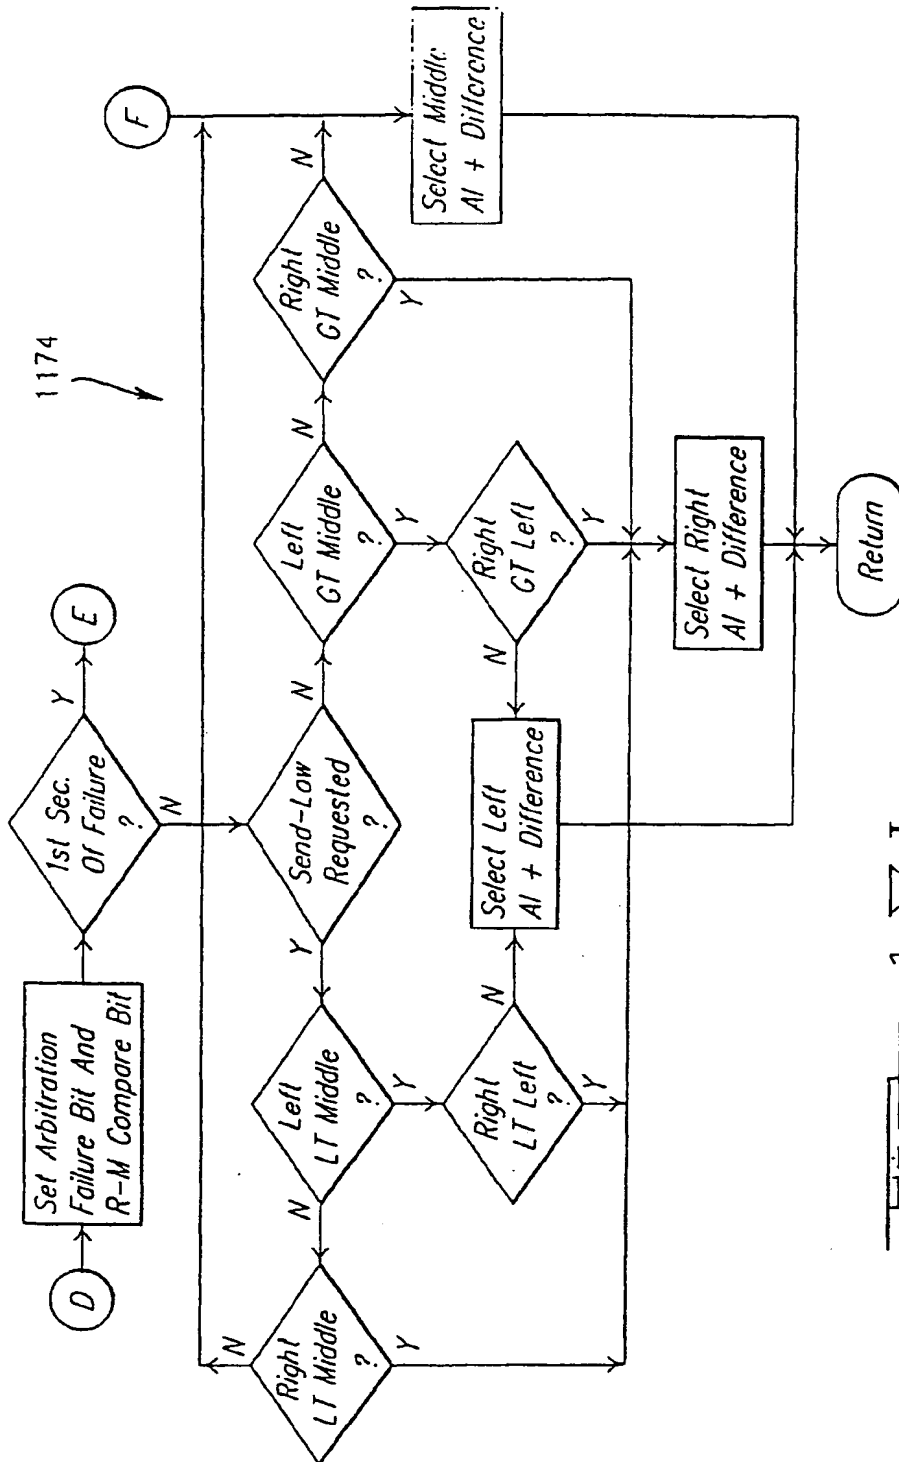 D
Set Arbitration
Failure Bit And
R-M Compare Bit
1st Sec.
Of Failure
?
Y
E
N
1174
F
Right
LT Middle
?
N
Y
Left
LT Middle
?
N
Y
Send-Low
Requested
?
Y
N
Left
GT Middle
?
N
Y
Right
GT Middle
?
N
Y
Right
LT Left
?
N
Y
Select Left
AI + Difference
Right
GT Left
?
N
Y
Select Middle
AI + Difference
Select Right
AI + Difference
Return